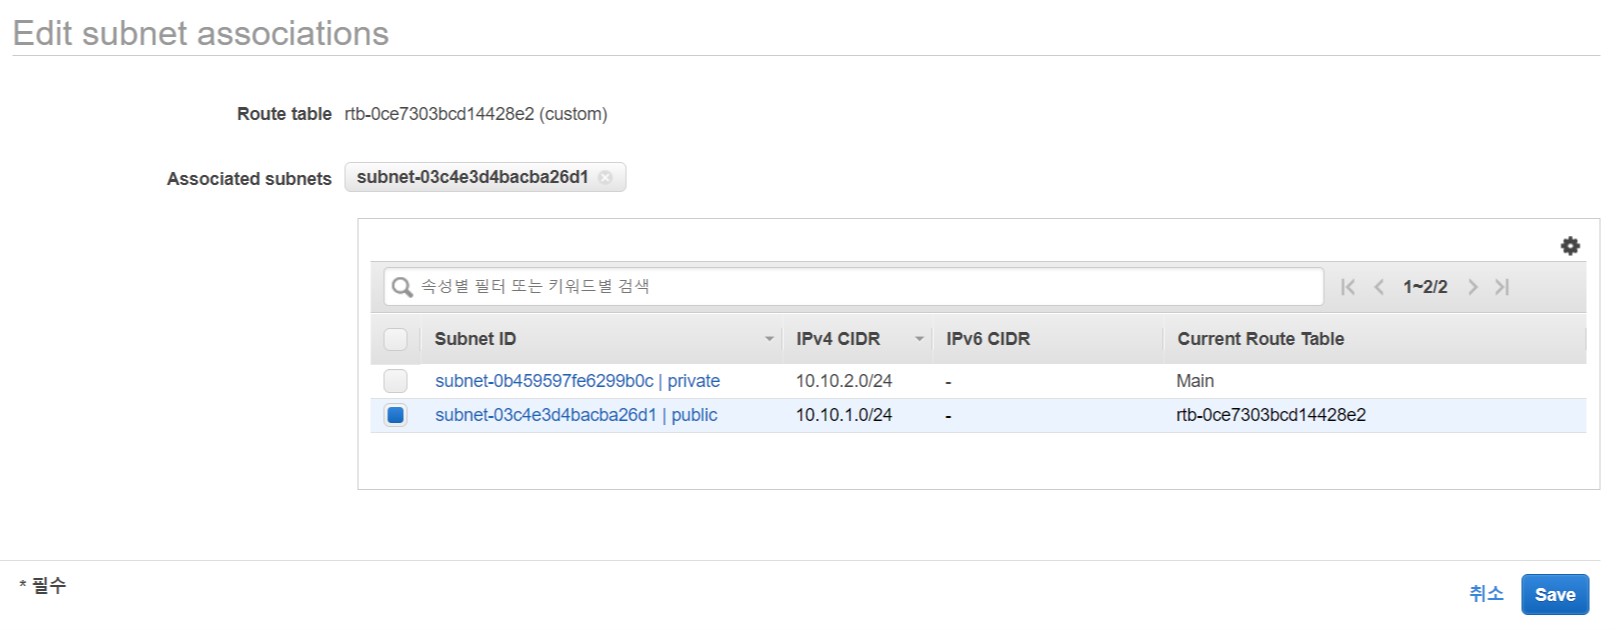 Edit subnet associations
Route table rtb-0ce7303bcd14428e2 (custom)
Associated subnets subnet-03c4e3d4bacba26d1
속성별 필터 또는 키워드별 검색 1~2/2
Subnet ID IPv4 CIDR IPv6 CIDR Current Route Table
subnet-0b459597fe6299b0c | private 10.10.2.0/24 - Main
subnet-03c4e3d4bacba26d1 | public 10.10.1.0/24 - rtb-0ce7303bcd14428e2
* 필수 취소 Save